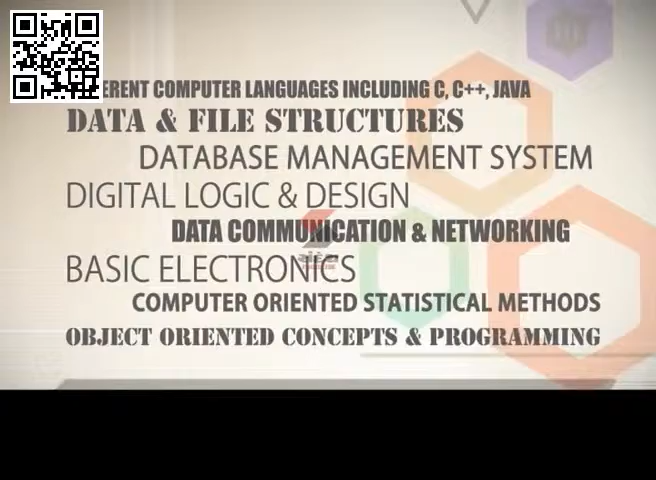 ERENT COMPUTER LANGUAGES INCLUDING C, C++, JAVA
DATA & FILE STRUCTURES
DATABASE MANAGEMENT SYSTEM
DIGITAL LOGIC & DESIGN
DATA COMMUNICATION & NETWORKING
BASIC ELECTRONICS
COMPUTER ORIENTED STATISTICAL METHODS
OBJECT ORIENTED CONCEPTS & PROGRAMMING